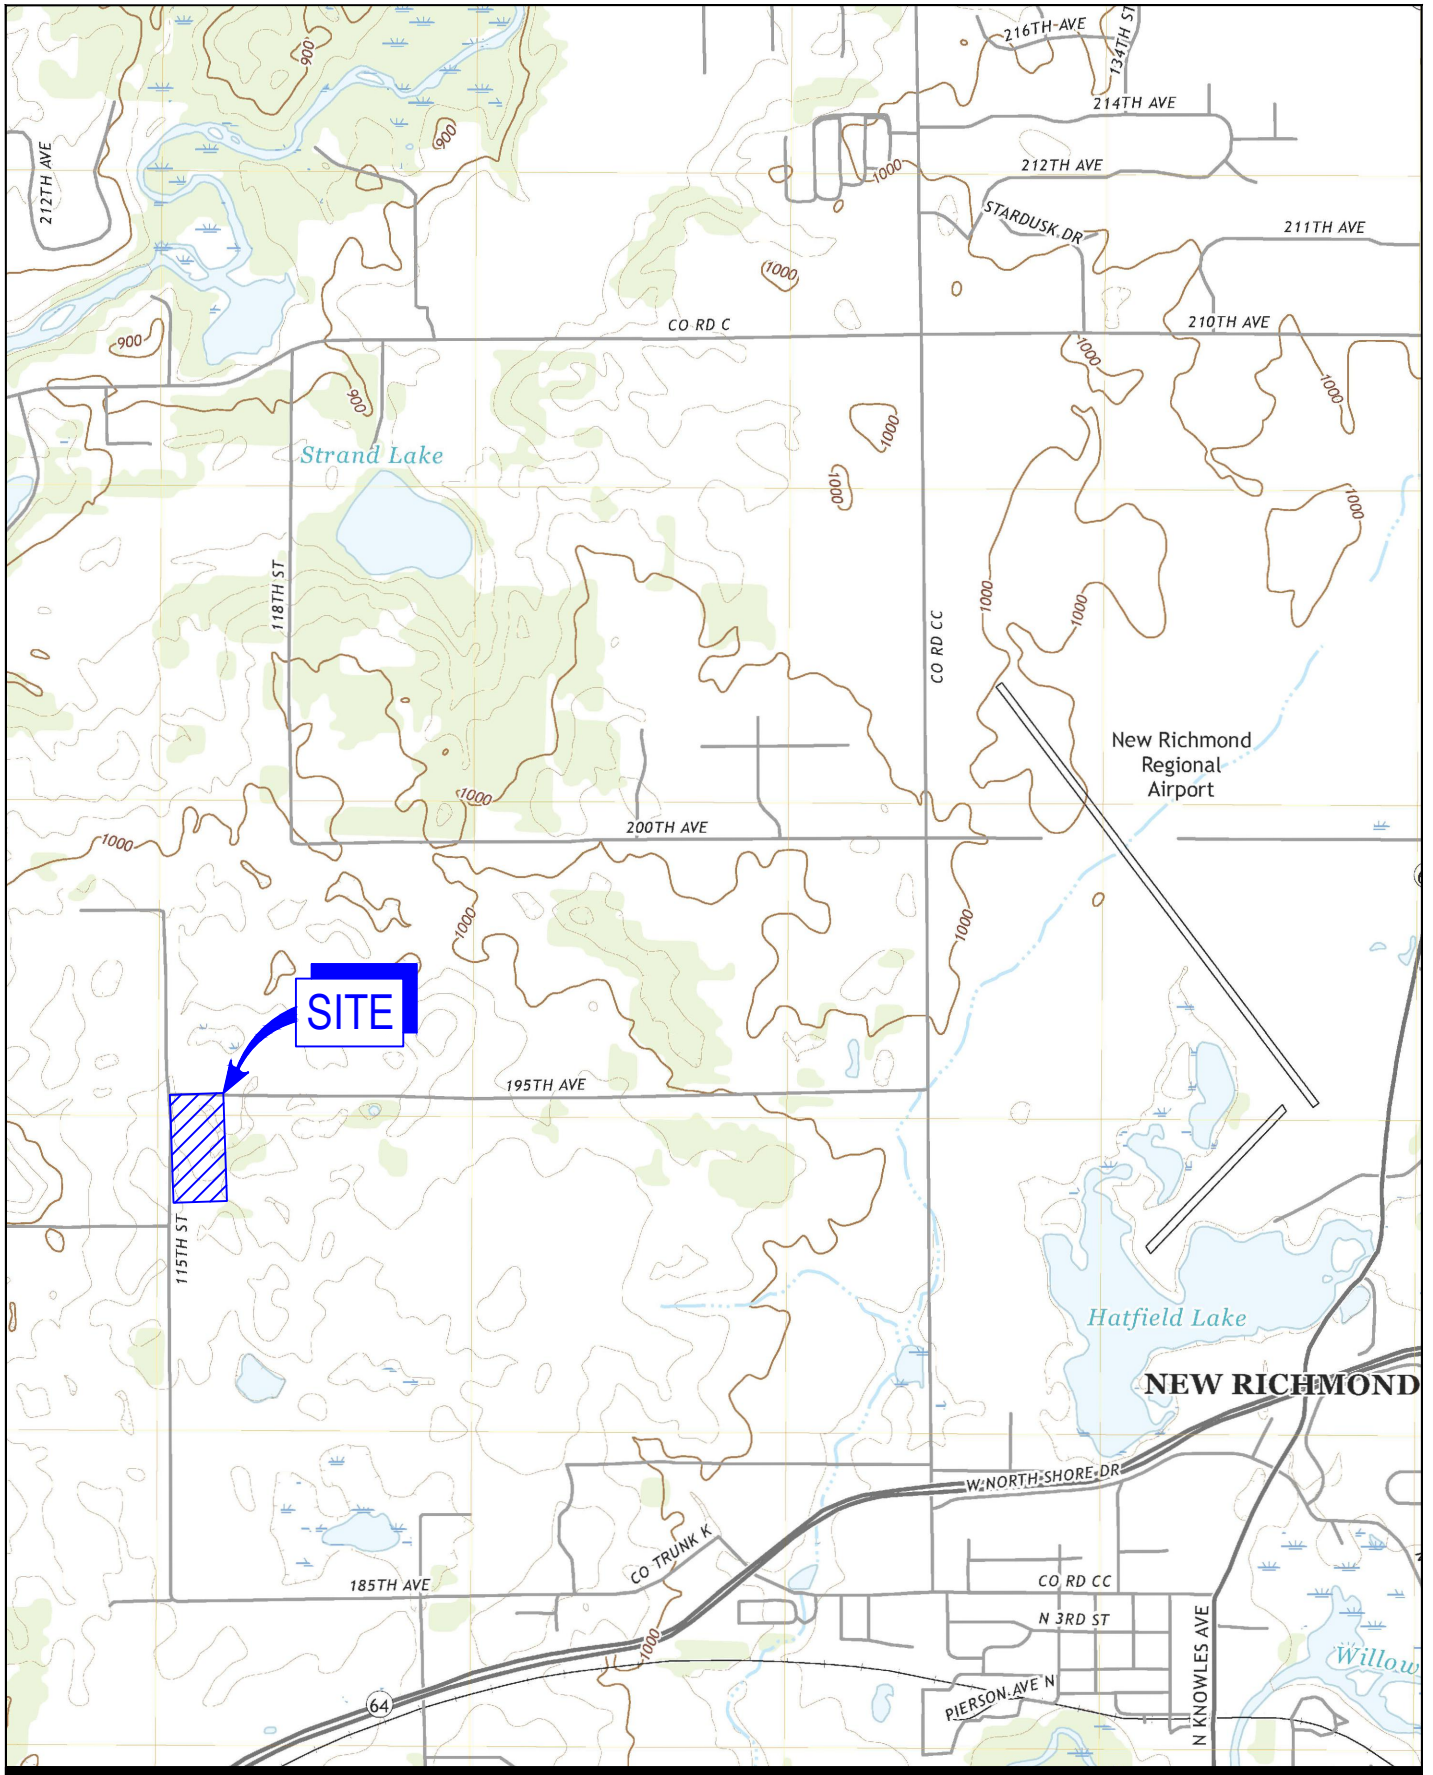 216TH AVE
134TH ST
900
214TH AVE
900
212TH AVE
1000
212TH AVE
STARDUSK DR
211TH AVE
1000
CO RD C
210TH AVE
900
1000
900
1000
1000
Strand Lake
1000
1000
118TH ST
1000
1000
CO RD CC
New Richmond
Regional
Airport
1000
200TH AVE
1000
1000
1000
SITE
195TH AVE
115TH ST
Hatfield Lake
NEW RICHMOND
W NORTH SHORE DR
CO TRUNK K
185TH AVE
CO RD CC
N 3RD ST
1000
N KNOWLES AVE
Willow
PIERSON AVE N
64